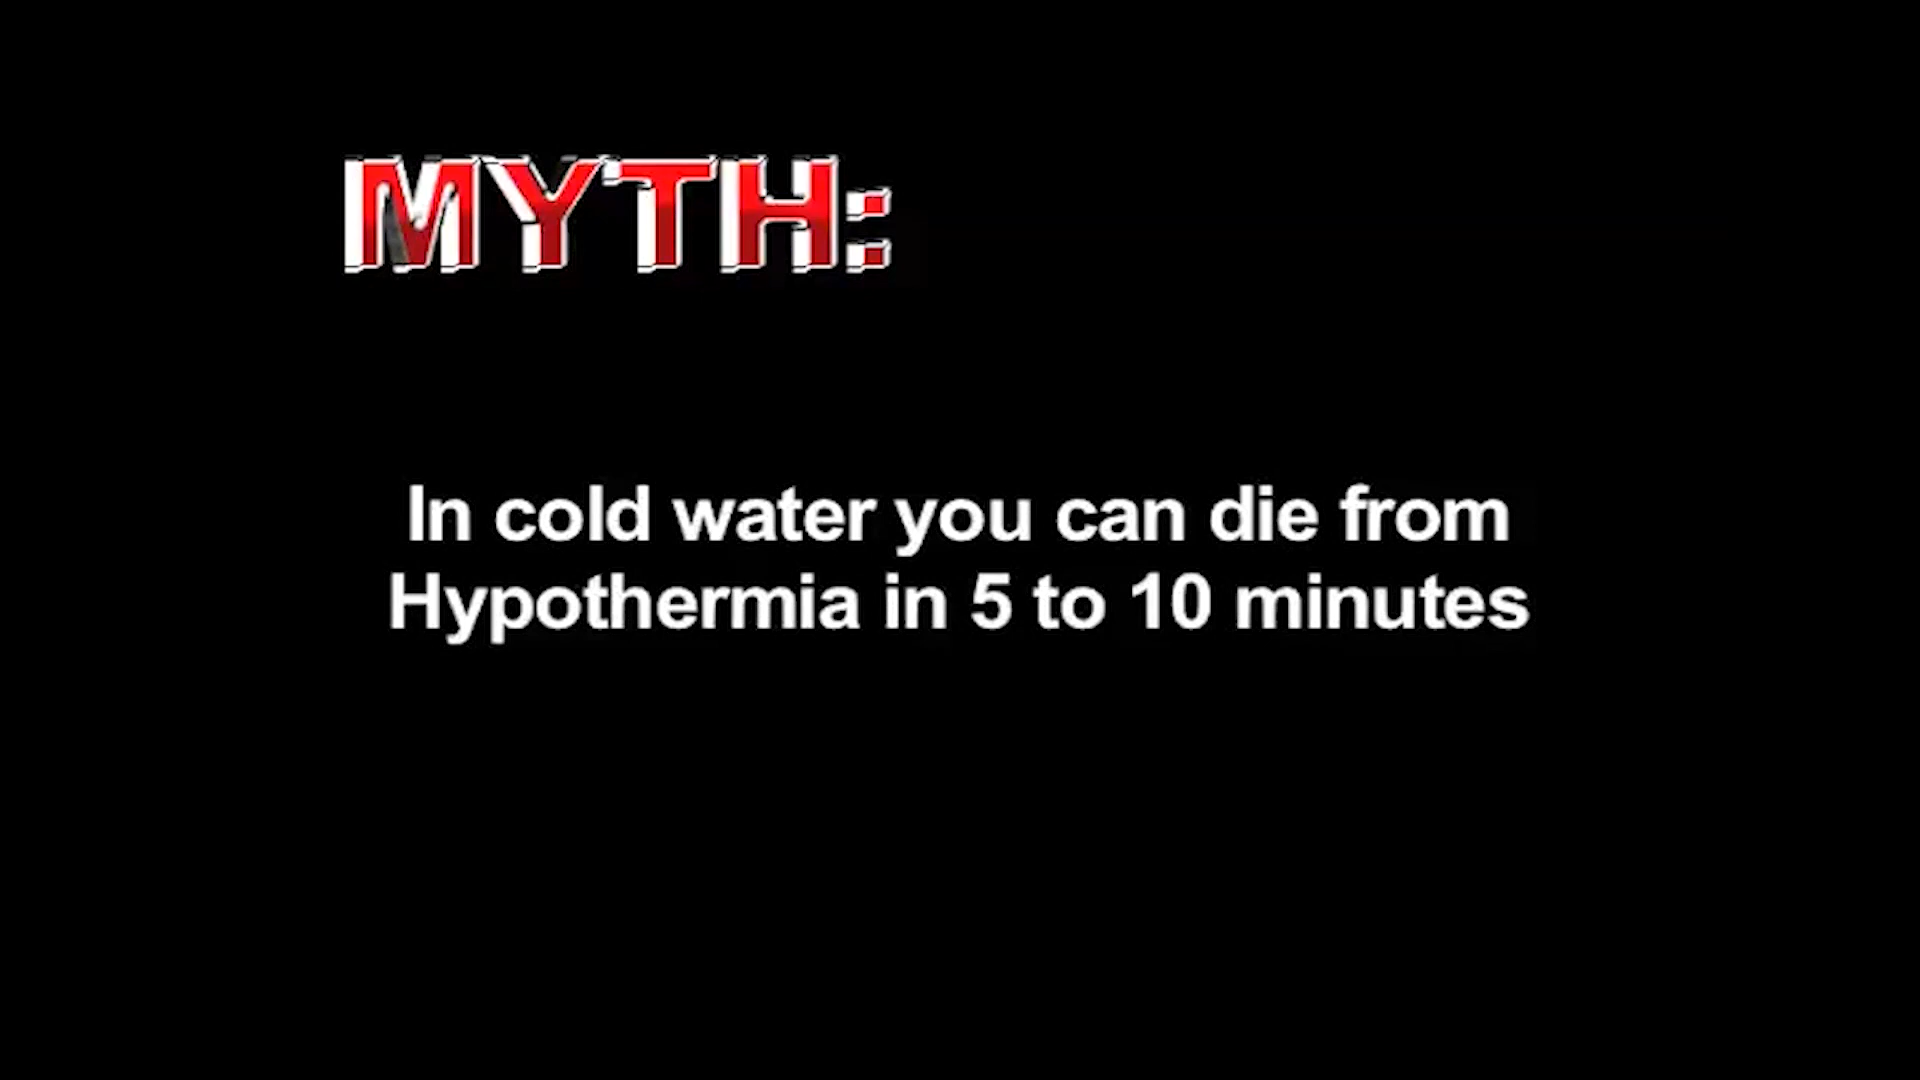 MYTH:
In cold water you can die from
Hypothermia in 5 to 10 minutes